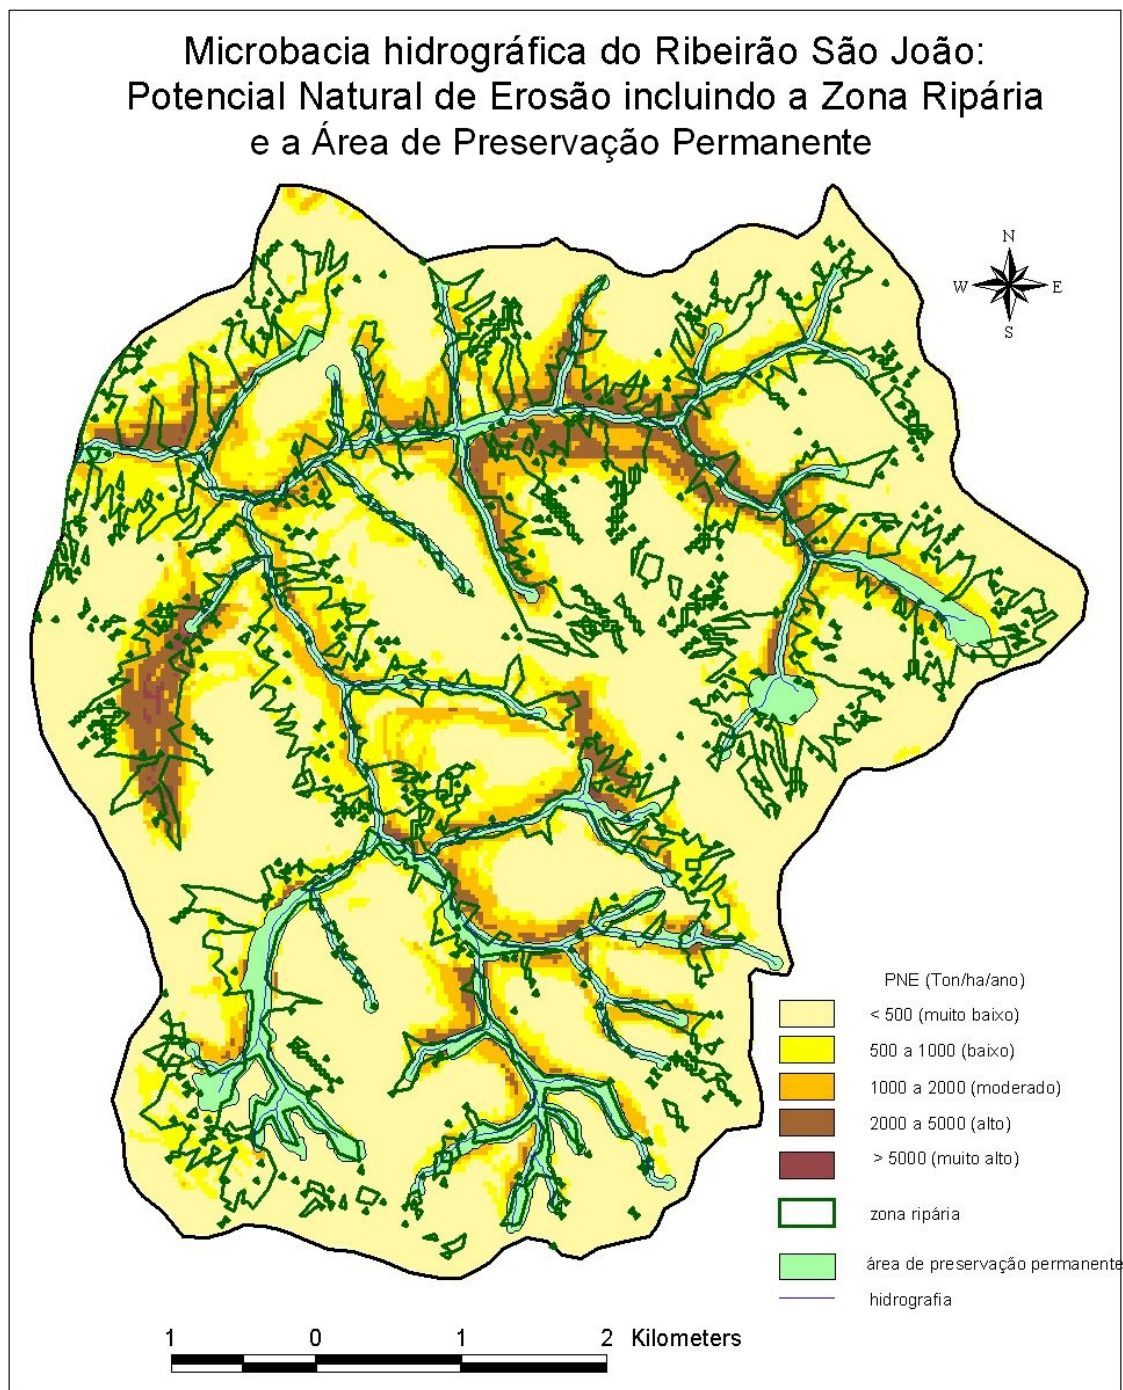 Microbacia hidrográfica do Ribeirão São João:
Potencial Natural de Erosão incluindo a Zona Ripária
e a Área de Preservação Permanente
N
W E
S
PNE (Ton/ha/ano)
< 500 (muito baixo)
500 a 1000 (baixo)
1000 a 2000 (moderado)
2000 a 5000 (alto)
> 5000 (muito alto)
zona ripária
área de preservação permanente
hidrografia
1 0 1 2 Kilometers